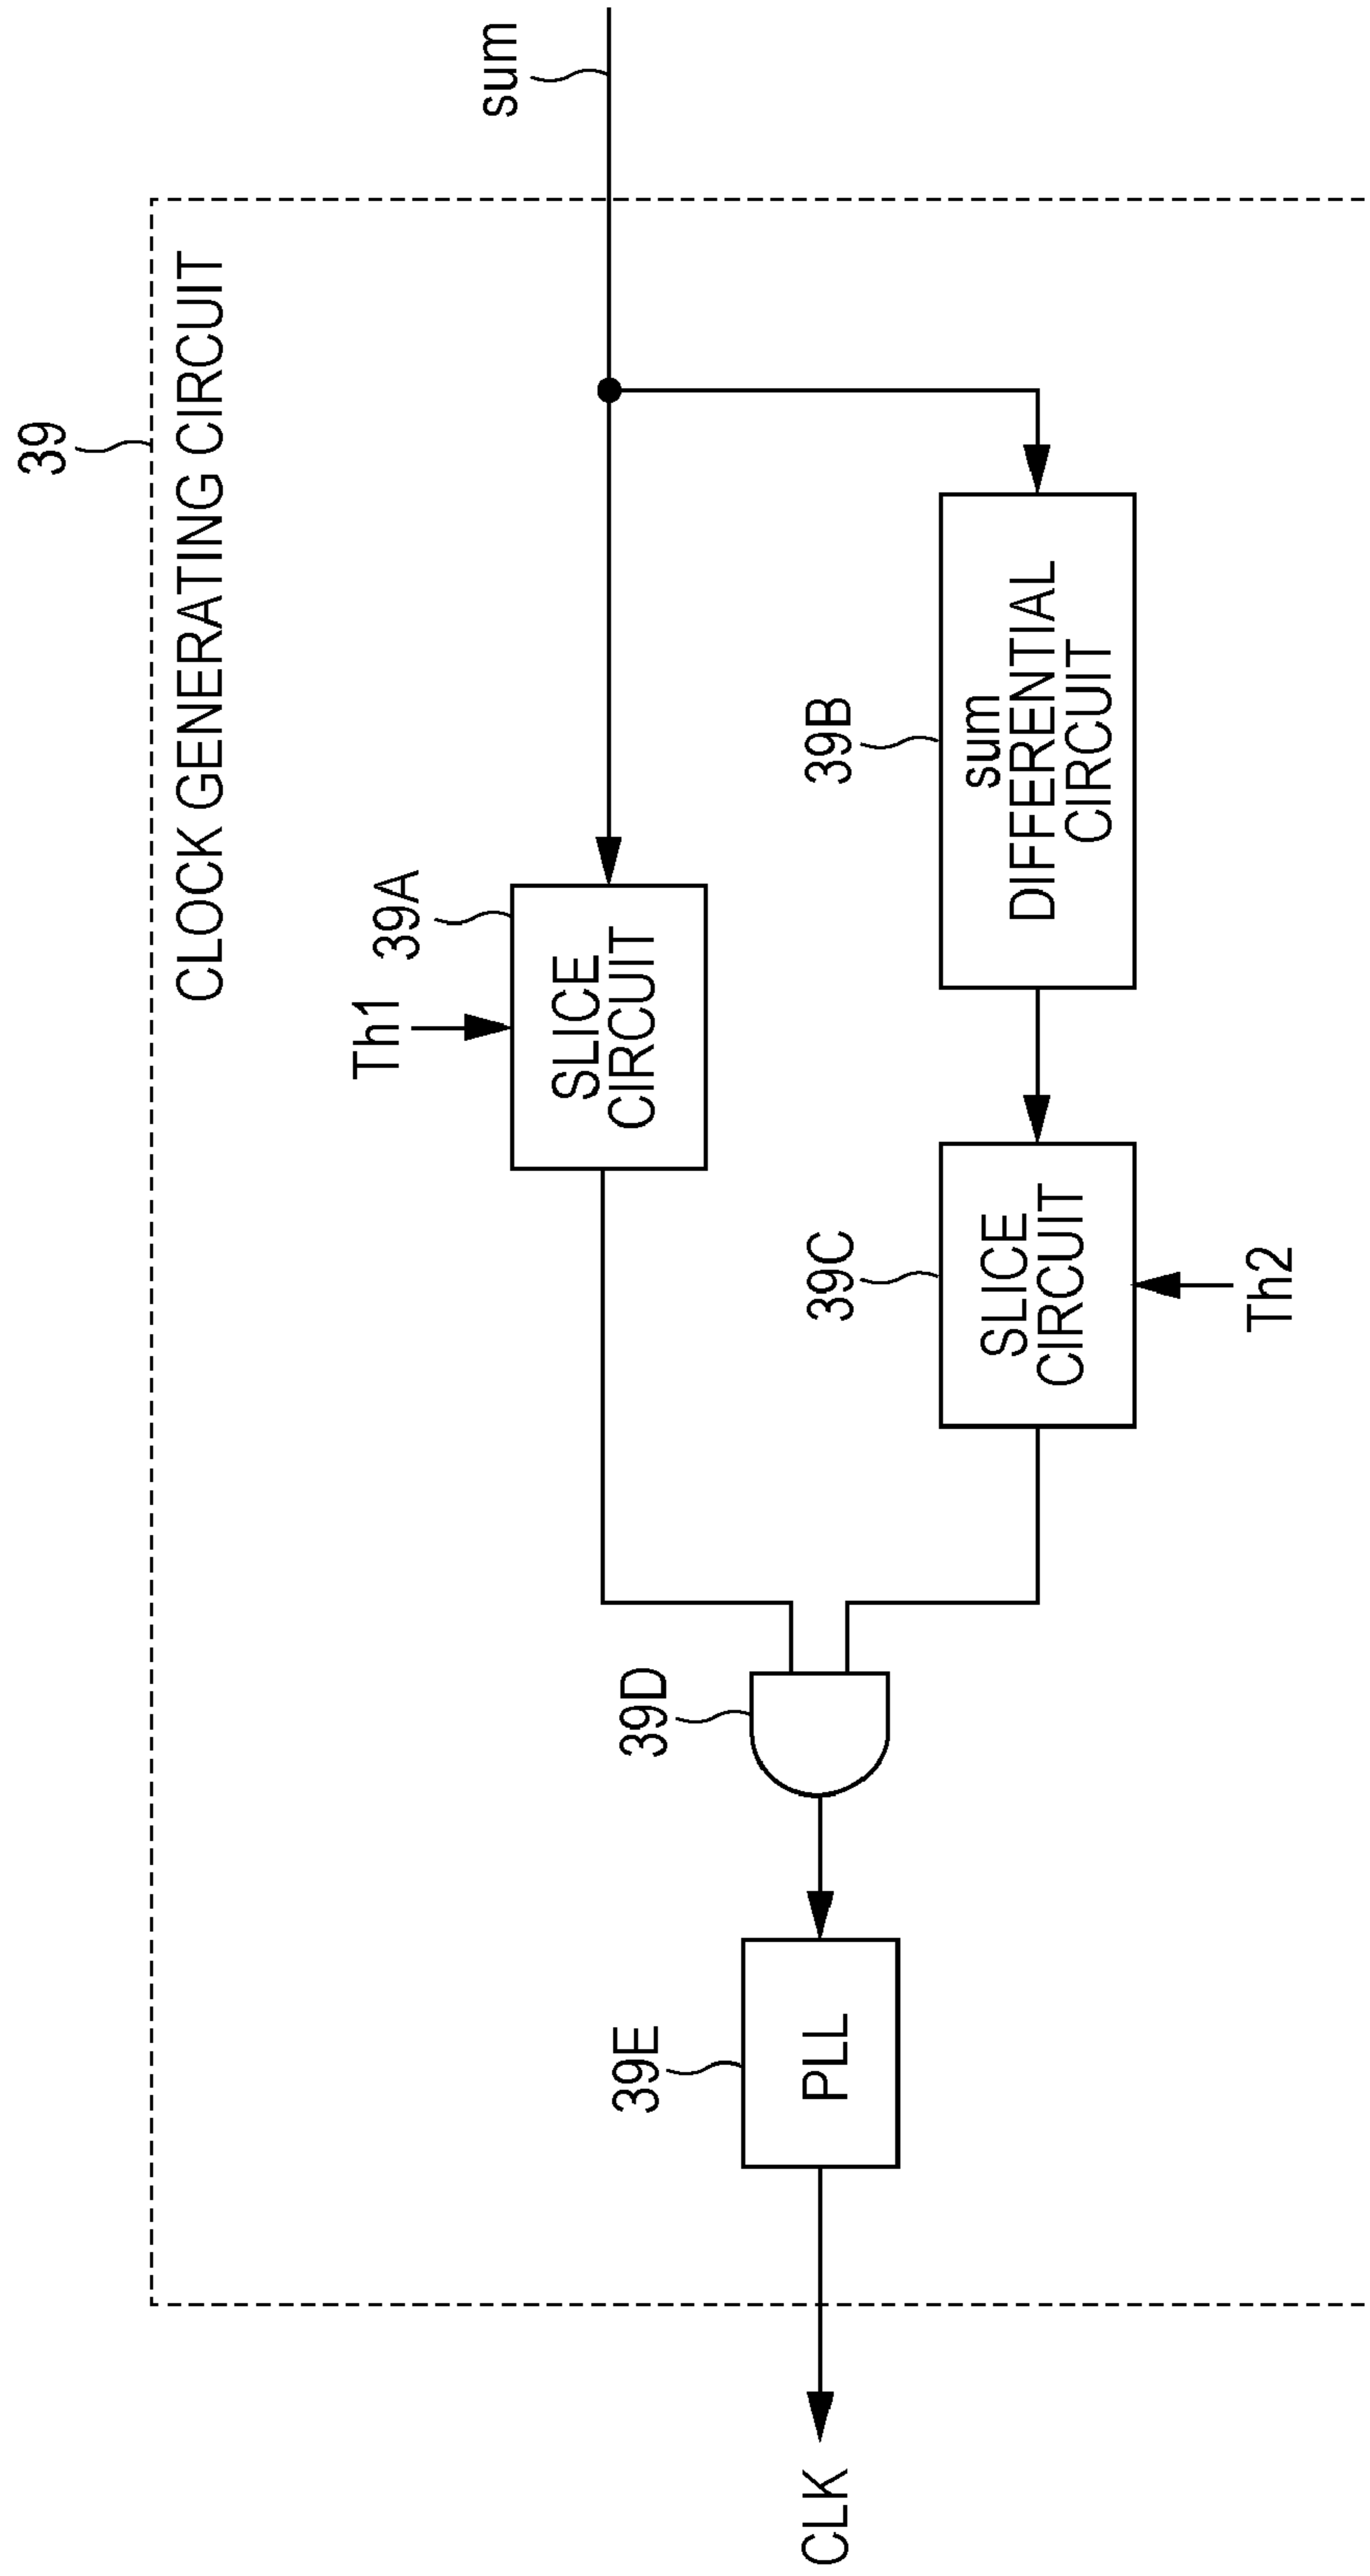 39
CLOCK GENERATING CIRCUIT
sum
Th1
39A
SLICE
CIRCUIT
39B
sum
DIFFERENTIAL
CIRCUIT
39C
SLICE
CIRCUIT
Th2
39D
39E
PLL
CLK